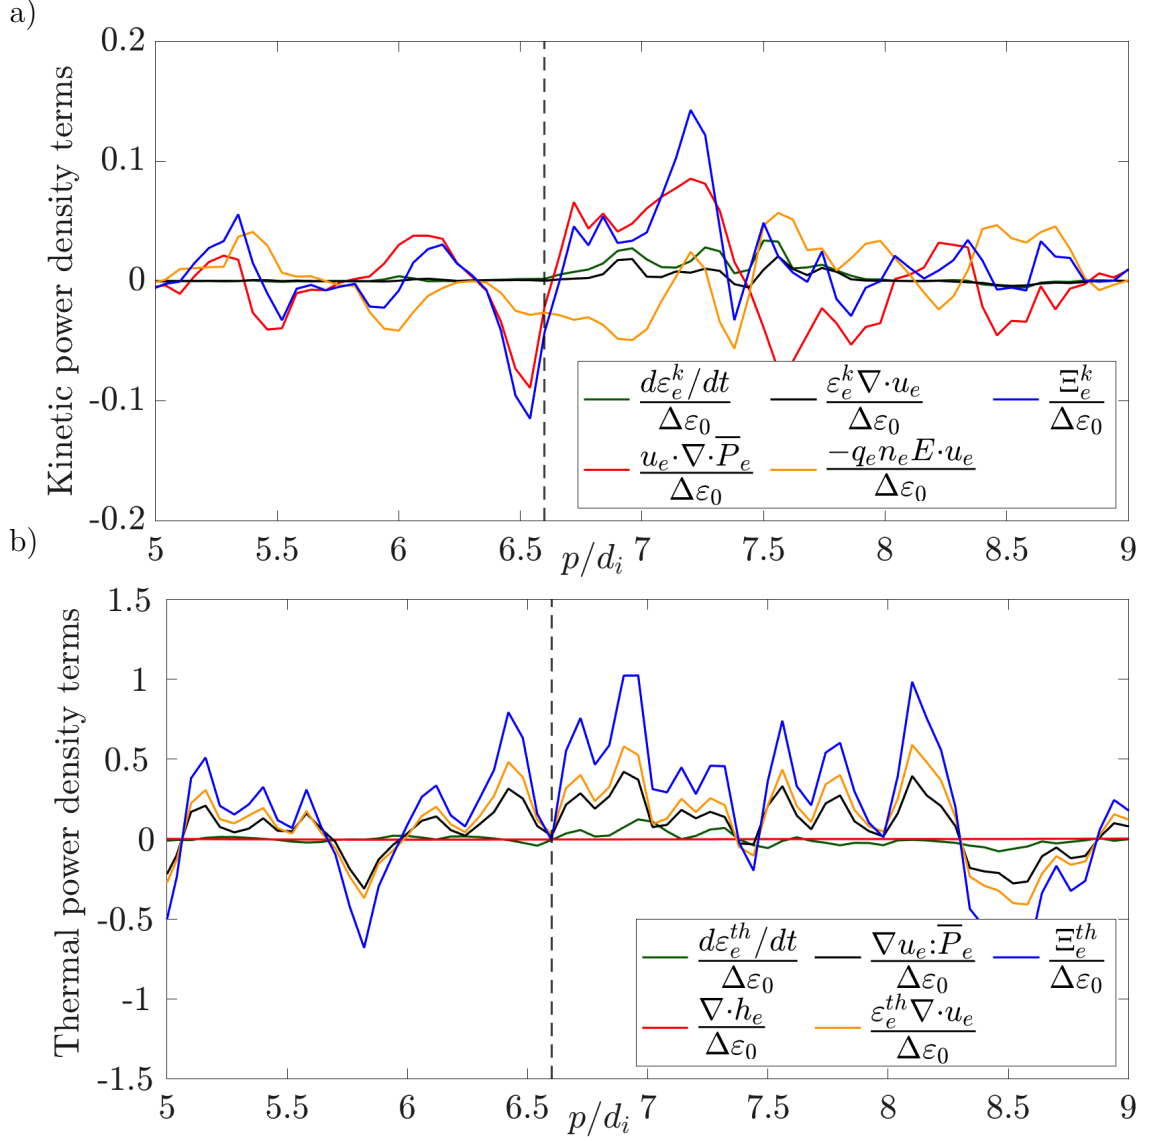 a)
Kinetic power density terms
0.2
0.1
0
-0.1
-0.2
dε_e^k/dt / Δε_0
ε_e^k ∇·u_e / Δε_0
Ξ_e^k / Δε_0
u_e·∇·P̅_e / Δε_0
-q_e n_e E·u_e / Δε_0
5 5.5 6 6.5 7 7.5 8 8.5 9
p/d_i
b)
Thermal power density terms
1.5
1
0.5
0
-0.5
-1
-1.5
dε_e^{th}/dt / Δε_0
∇u_e:P̅_e / Δε_0
Ξ_e^{th} / Δε_0
∇·h_e / Δε_0
ε_e^{th} ∇·u_e / Δε_0
5 5.5 6 6.5 7 7.5 8 8.5 9
p/d_i